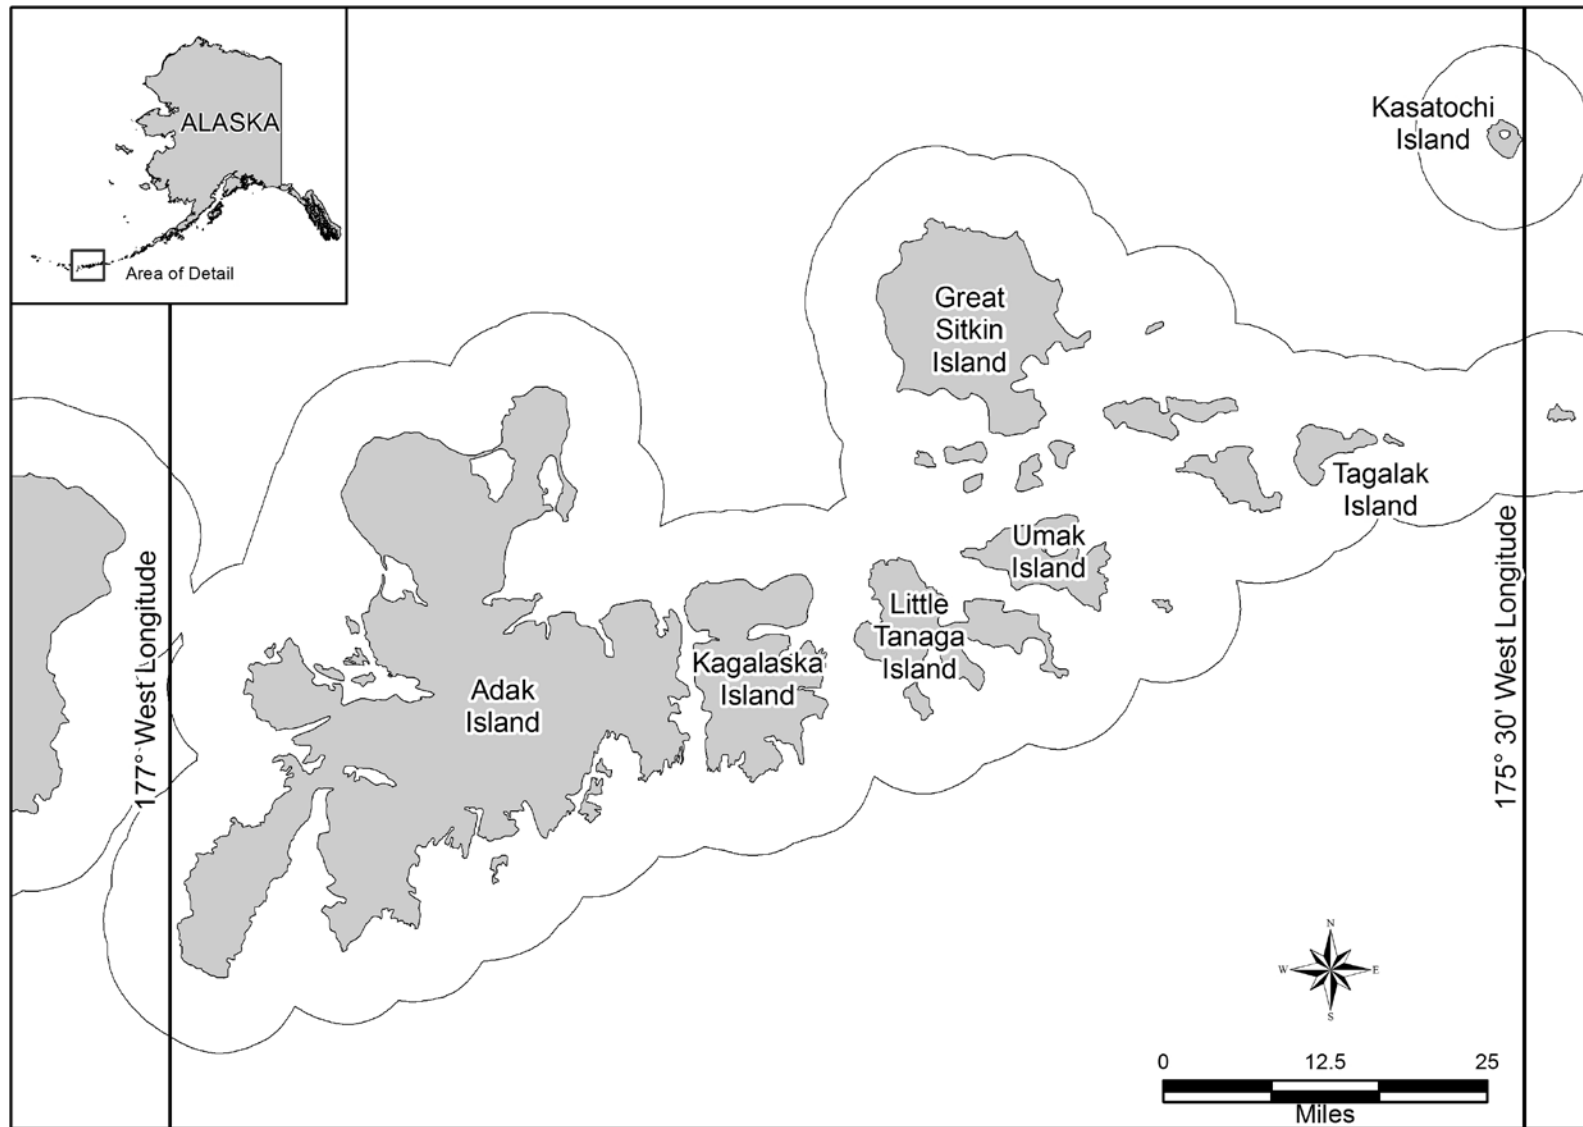 ALASKA
Area of Detail
Kasatochi
Island
Great
Sitkin
Island
Tagalak
Island
Umak
Island
Little
Tanaga
Island
Kagalaska
Island
Adak
Island
177° West Longitude
175° 30' West Longitude
N
W
E
S
0 12.5 25
Miles